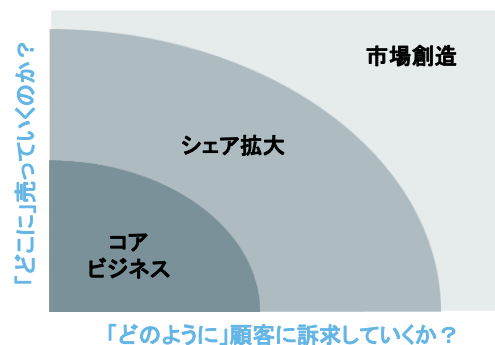 市場創造
シェア拡大
コア
ビジネス
「どこに」売っていくのか？
「どのように」顧客に訴求していくか？